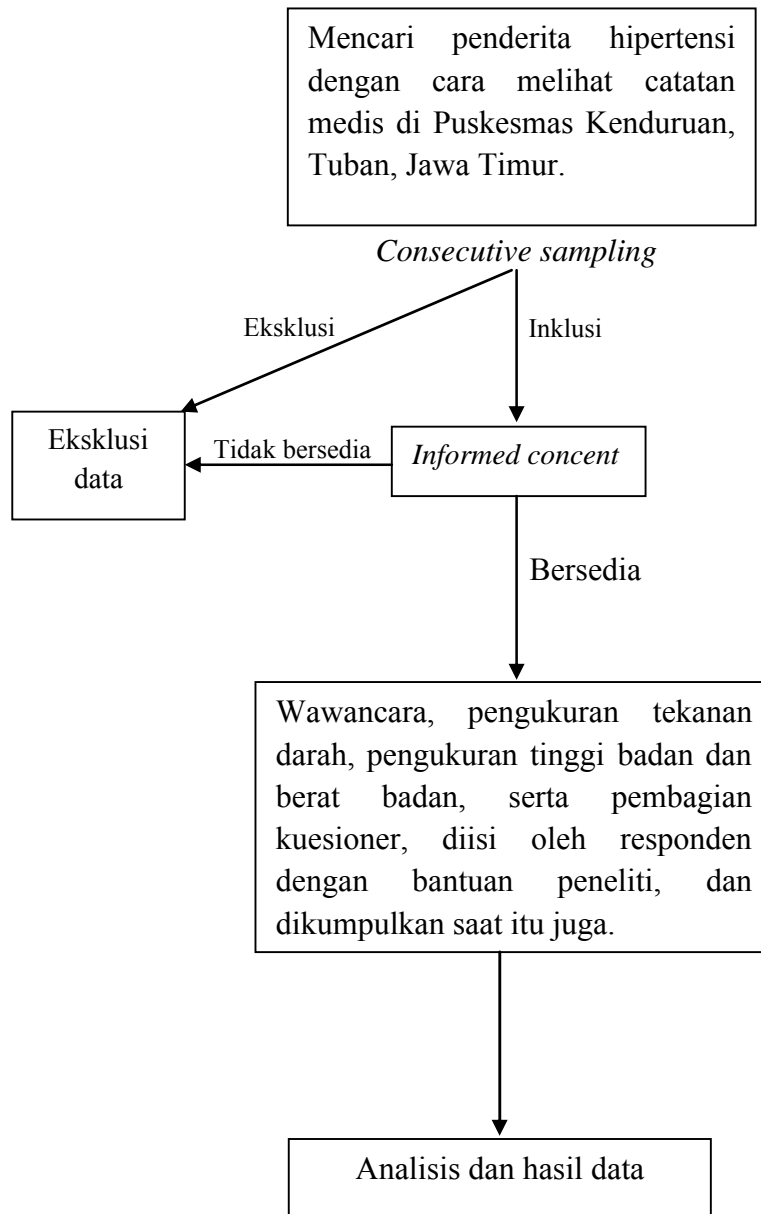 Mencari penderita hipertensi
dengan cara melihat catatan
medis di Puskesmas Kenduruan,
Tuban, Jawa Timur.
Consecutive sampling
Eksklusi
Inklusi
Eksklusi
data
Tidak bersedia
Informed concent
Bersedia
Wawancara, pengukuran tekanan
darah, pengukuran tinggi badan dan
berat badan, serta pembagian
kuesioner, diisi oleh responden
dengan bantuan peneliti, dan
dikumpulkan saat itu juga.
Analisis dan hasil data